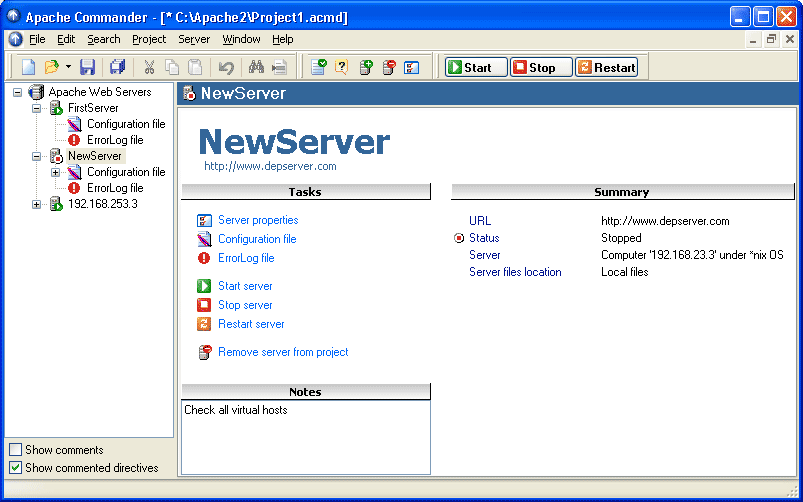 Apache Commander - [* C:\Apache2\Project1.acmd]
File Edit Search Project Server Window Help
Start Stop Restart
Apache Web Servers
FirstServer
Configuration file
ErrorLog file
NewServer
Configuration file
ErrorLog file
192.168.253.3
Show comments
Show commented directives
NewServer
NewServer
http://www.depserver.com
Tasks
Server properties
Configuration file
ErrorLog file
Start server
Stop server
Restart server
Remove server from project
Notes
Check all virtual hosts
Summary
URL http://www.depserver.com
Status Stopped
Server Computer '192.168.23.3' under *nix OS
Server files location Local files